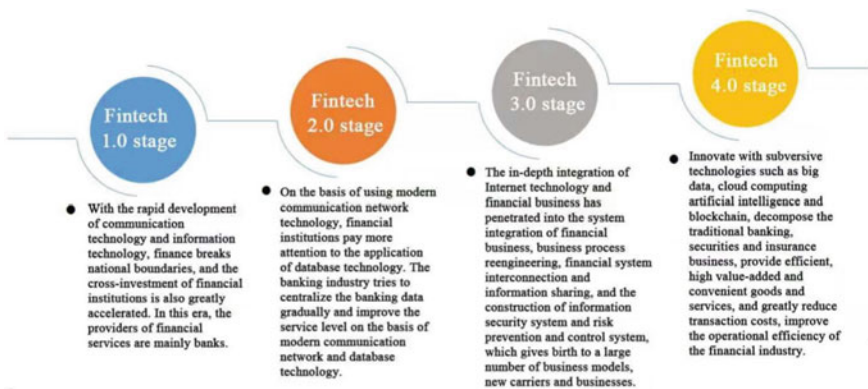 Fintech
1.0 stage
Fintech
2.0 stage
Fintech
3.0 stage
Fintech
4.0 stage
● With the rapid development
of communication
technology and information
technology, finance breaks
national boundaries, and the
cross-investment of financial
institutions is also greatly
accelerated. In this era, the
providers of financial
services are mainly banks.
● On the basis of using modern
communication network
technology, financial
institutions pay more
attention to the application
of database technology. The
banking industry tries to
centralize the banking data
gradually and improve the
service level on the basis of
modern communication
network and database
technology.
● The in-depth integration of
Internet technology and
financial business has
penetrated into the system
integration of financial
business, business process
reengineering, financial system
interconnection and
information sharing, and the
construction of information
security system and risk
prevention and control system,
which gives birth to a large
number of business models,
new carriers and businesses.
● Innovate with subversive
technologies such as big
data, cloud computing
artificial intelligence and
blockchain, decompose the
traditional banking,
securities and insurance
business, provide efficient,
high value-added and
convenient goods and
services, and greatly reduce
transaction costs, improve
the operational efficiency of
the financial industry.